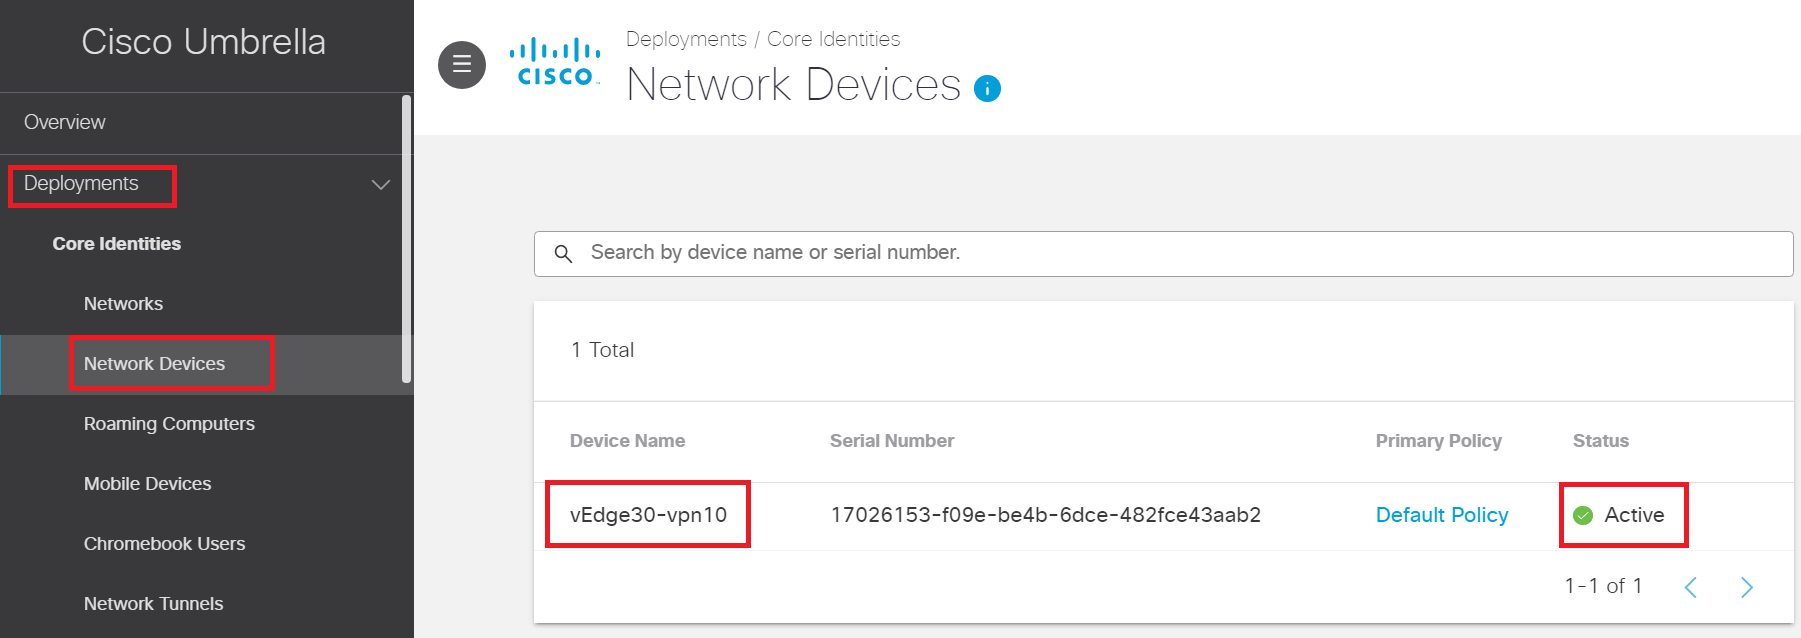 Cisco Umbrella
Overview
Deployments
Core Identities
Networks
Network Devices
Roaming Computers
Mobile Devices
Chromebook Users
Network Tunnels
CISCO
Deployments / Core Identities
Network Devices
Search by device name or serial number.
1 Total
Device Name Serial Number Primary Policy Status
vEdge30-vpn10 17026153-f09e-be4b-6dce-482fce43aab2 Default Policy Active
1-1 of 1